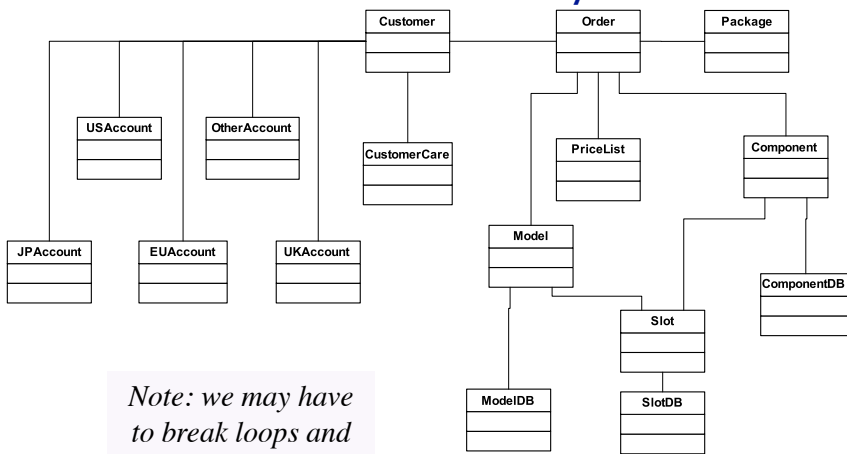 Customer
Order
Package
USAccount
OtherAccount
CustomerCare
PriceList
Component
JPAccount
EUAccount
UKAccount
Model
ComponentDB
Slot
ModelDB
SlotDB
Note: we may have
to break loops and